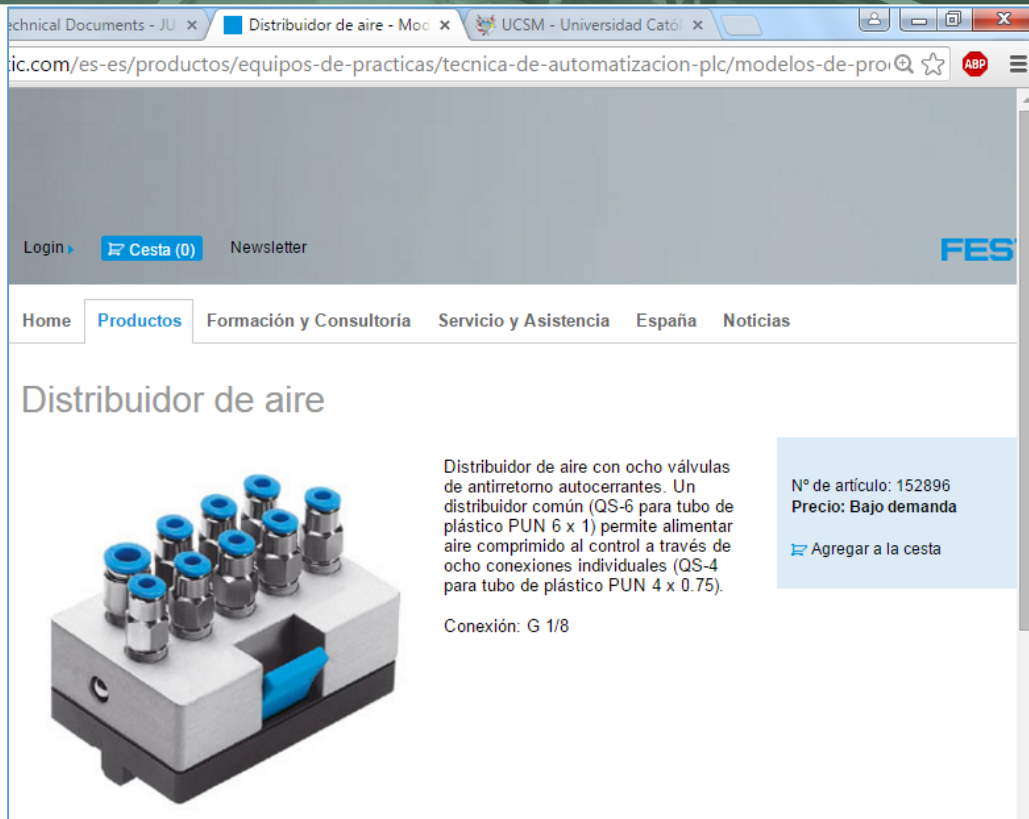 echnical Documents - JU
Distribuidor de aire - Mod
UCSM - Universidad Catól
tic.com/es-es/productos/equipos-de-practicas/tecnica-de-automatizacion-plc/modelos-de-pro
ABP
Login
Cesta (0)
Newsletter
FES
Home
Productos
Formación y Consultoría
Servicio y Asistencia
España
Noticias
Distribuidor de aire
Distribuidor de aire con ocho válvulas
de antirretorno autocerrantes. Un
distribuidor común (QS-6 para tubo de
plástico PUN 6 x 1) permite alimentar
aire comprimido al control a través de
ocho conexiones individuales (QS-4
para tubo de plástico PUN 4 x 0.75).
Conexión: G 1/8
Nº de artículo: 152896
Precio: Bajo demanda
Agregar a la cesta